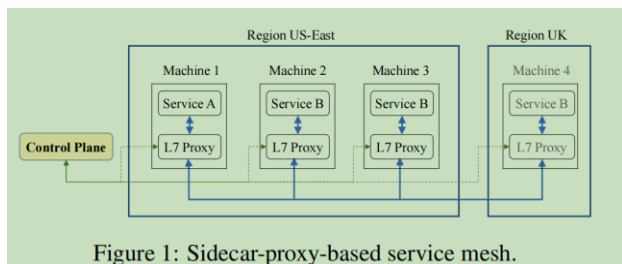 Region US-East
Region UK
Machine 1
Machine 2
Machine 3
Machine 4
Service A
Service B
Service B
Service B
Control Plane
L7 Proxy
L7 Proxy
L7 Proxy
L7 Proxy
Figure 1: Sidecar-proxy-based service mesh.